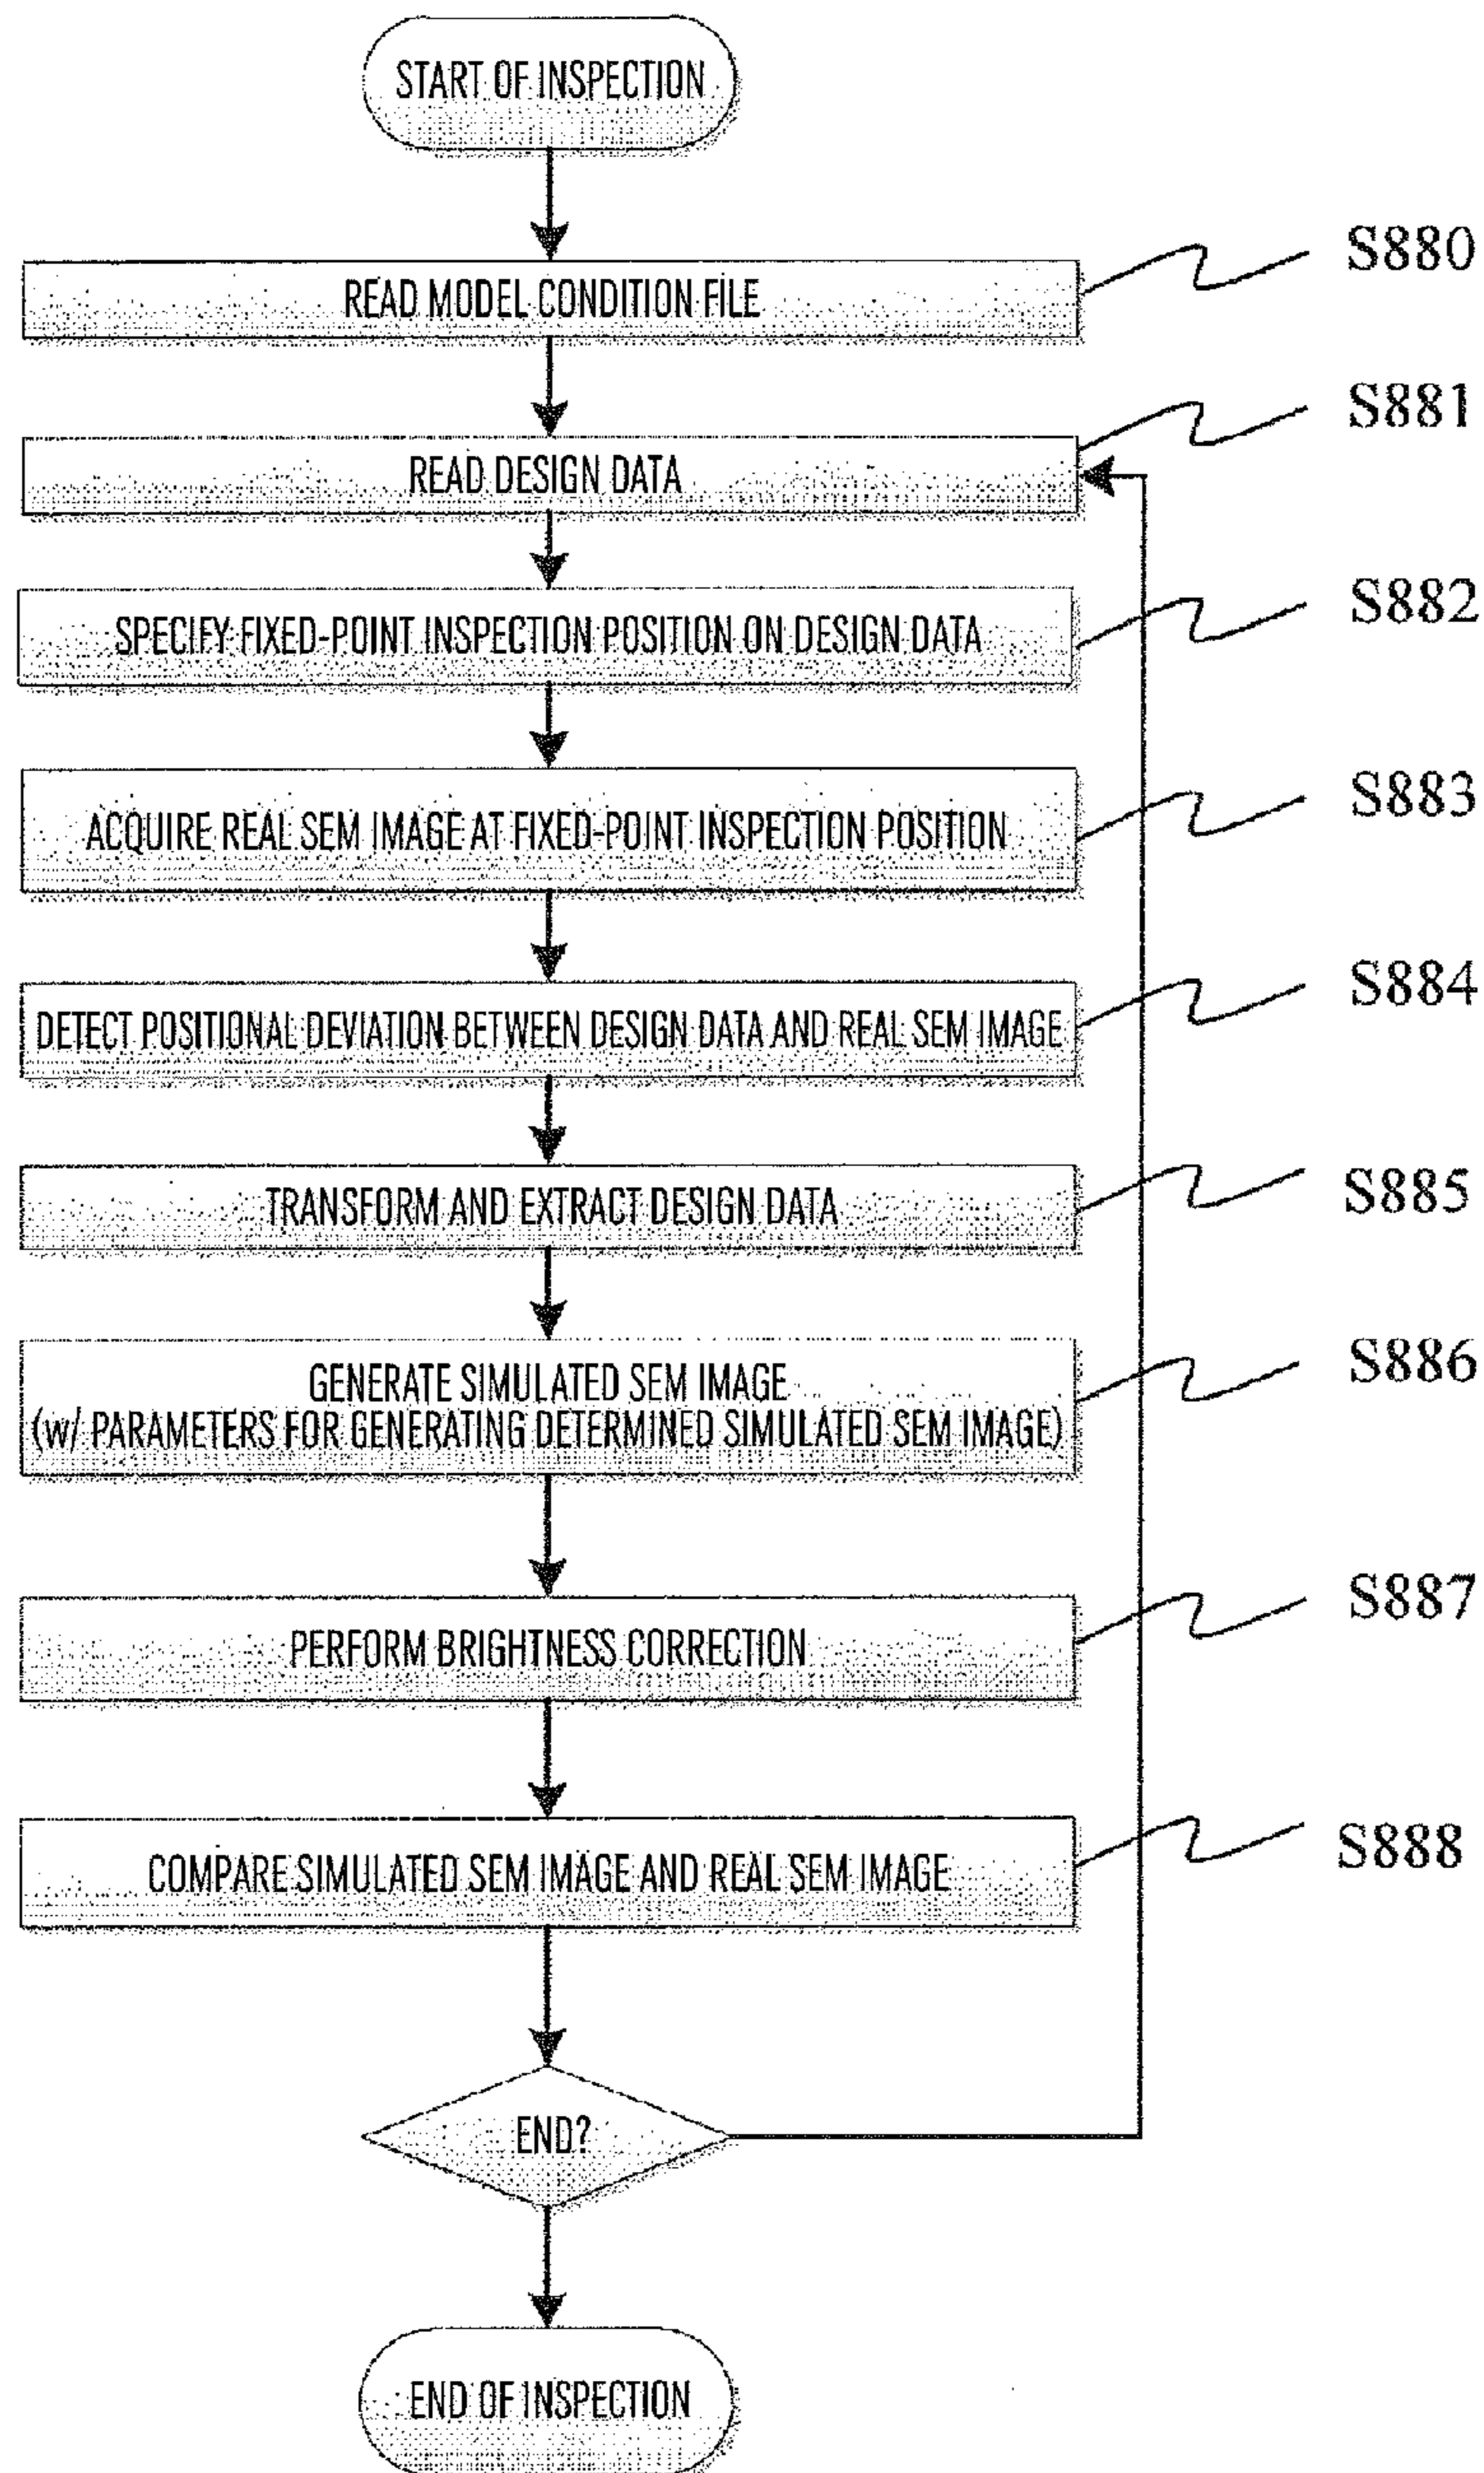 START OF INSPECTION
READ MODEL CONDITION FILE
S880
READ DESIGN DATA
S881
SPECIFY FIXED-POINT INSPECTION POSITION ON DESIGN DATA
S882
ACQUIRE REAL SEM IMAGE AT FIXED-POINT INSPECTION POSITION
S883
DETECT POSITIONAL DEVIATION BETWEEN DESIGN DATA AND REAL SEM IMAGE
S884
TRANSFORM AND EXTRACT DESIGN DATA
S885
GENERATE SIMULATED SEM IMAGE
(W/ PARAMETERS FOR GENERATING DETERMINED SIMULATED SEM IMAGE)
S886
PERFORM BRIGHTNESS CORRECTION
S887
COMPARE SIMULATED SEM IMAGE AND REAL SEM IMAGE
S888
END?
END OF INSPECTION